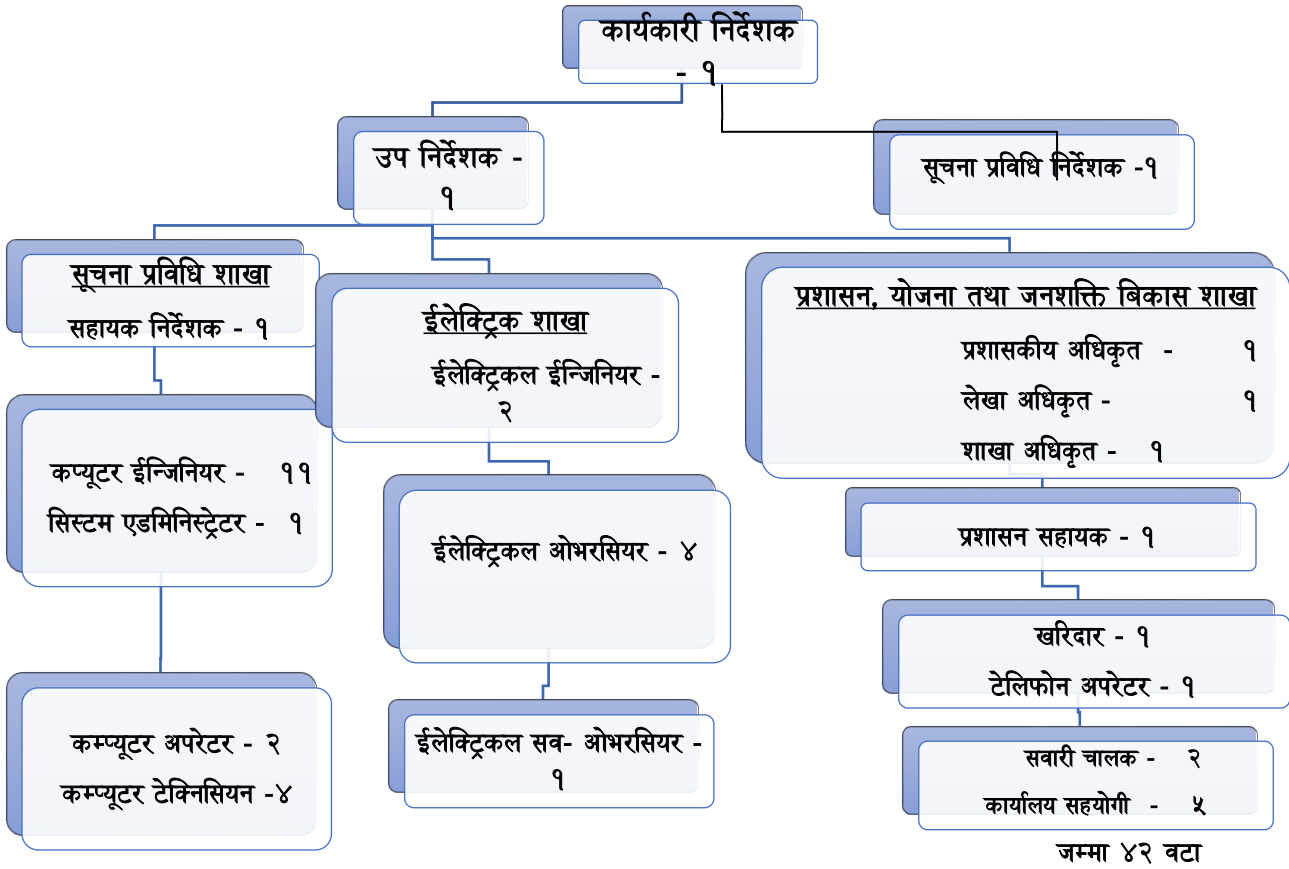 कार्यकारी निर्देशक
- १
उप निर्देशक -
१
सूचना प्रविधि निर्देशक -१
सूचना प्रविधि शाखा
सहायक निर्देशक - १
कप्यूटर ईन्जिनियर - ११
सिस्टम एडमिनिस्ट्रेटर - १
कम्प्यूटर अपरेटर - २
कम्प्यूटर टेक्निसियन -४
ईलेक्ट्रिक शाखा
ईलेक्ट्रिकल ईन्जिनियर -
२
ईलेक्ट्रिकल ओभरसियर - ४
ईलेक्ट्रिकल सव- ओभरसियर -
१
प्रशासन, योजना तथा जनशक्ति बिकास शाखा
प्रशासकीय अधिकृत - १
लेखा अधिकृत - १
शाखा अधिकृत - १
प्रशासन सहायक - १
खरिदार - १
टेलिफोन अपरेटर - १
सवारी चालक - २
कार्यालय सहयोगी - ५
जम्मा ४२ वटा